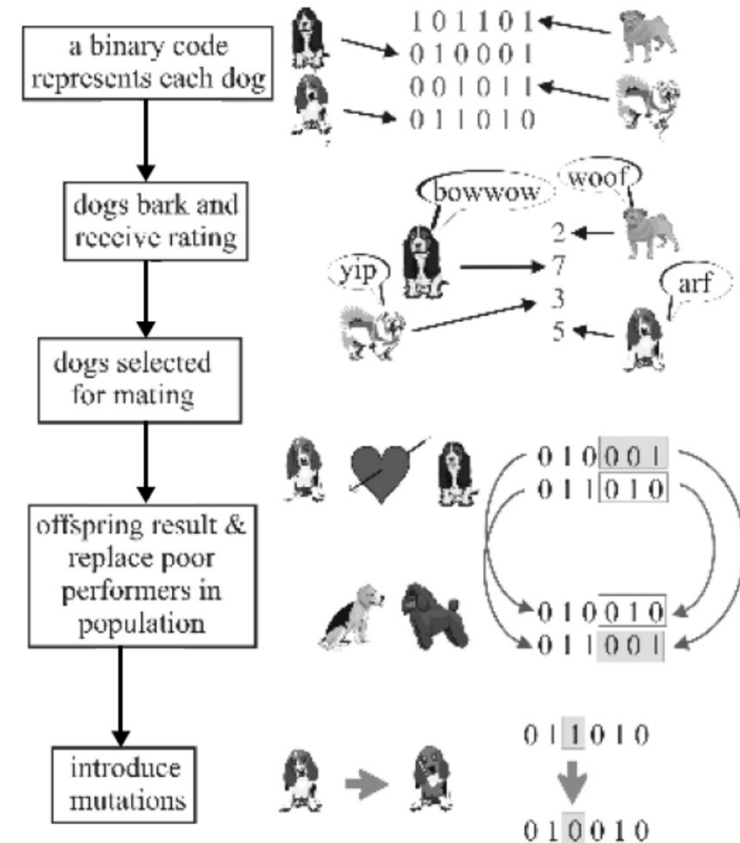 a binary code
represents each dog
1 0 1 1 0 1
0 1 0 0 0 1
0 0 1 0 1 1
0 1 1 0 1 0
dogs bark and
receive rating
bowwow
woof
yip
arf
2
7
3
5
dogs selected
for mating
0 1 0 0 0 1
0 1 1 0 1 0
offspring result &
replace poor
performers in
population
0 1 0 0 1 0
0 1 1 0 0 1
introduce
mutations
0 1 1 0 1 0
0 1 0 0 1 0